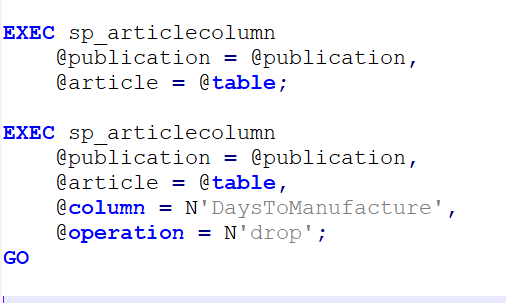 EXEC sp_articlecolumn
    @publication = @publication,
    @article = @table;
EXEC sp_articlecolumn
    @publication = @publication,
    @article = @table,
    @column = N'DaysToManufacture',
    @operation = N'drop';
GO